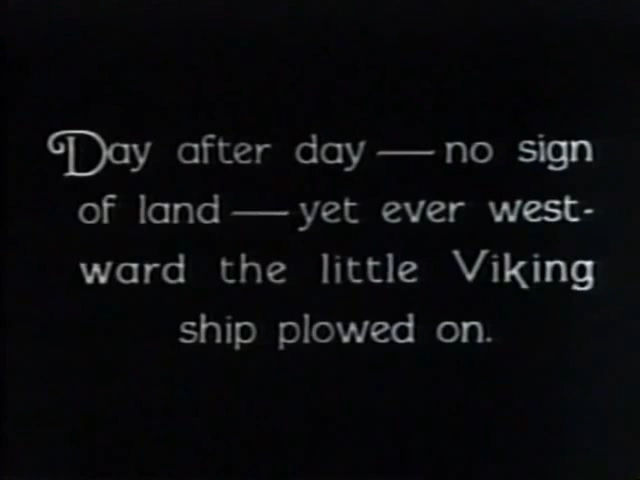 Day after day — no sign
of land — yet ever west-
ward the little Viking
ship plowed on.